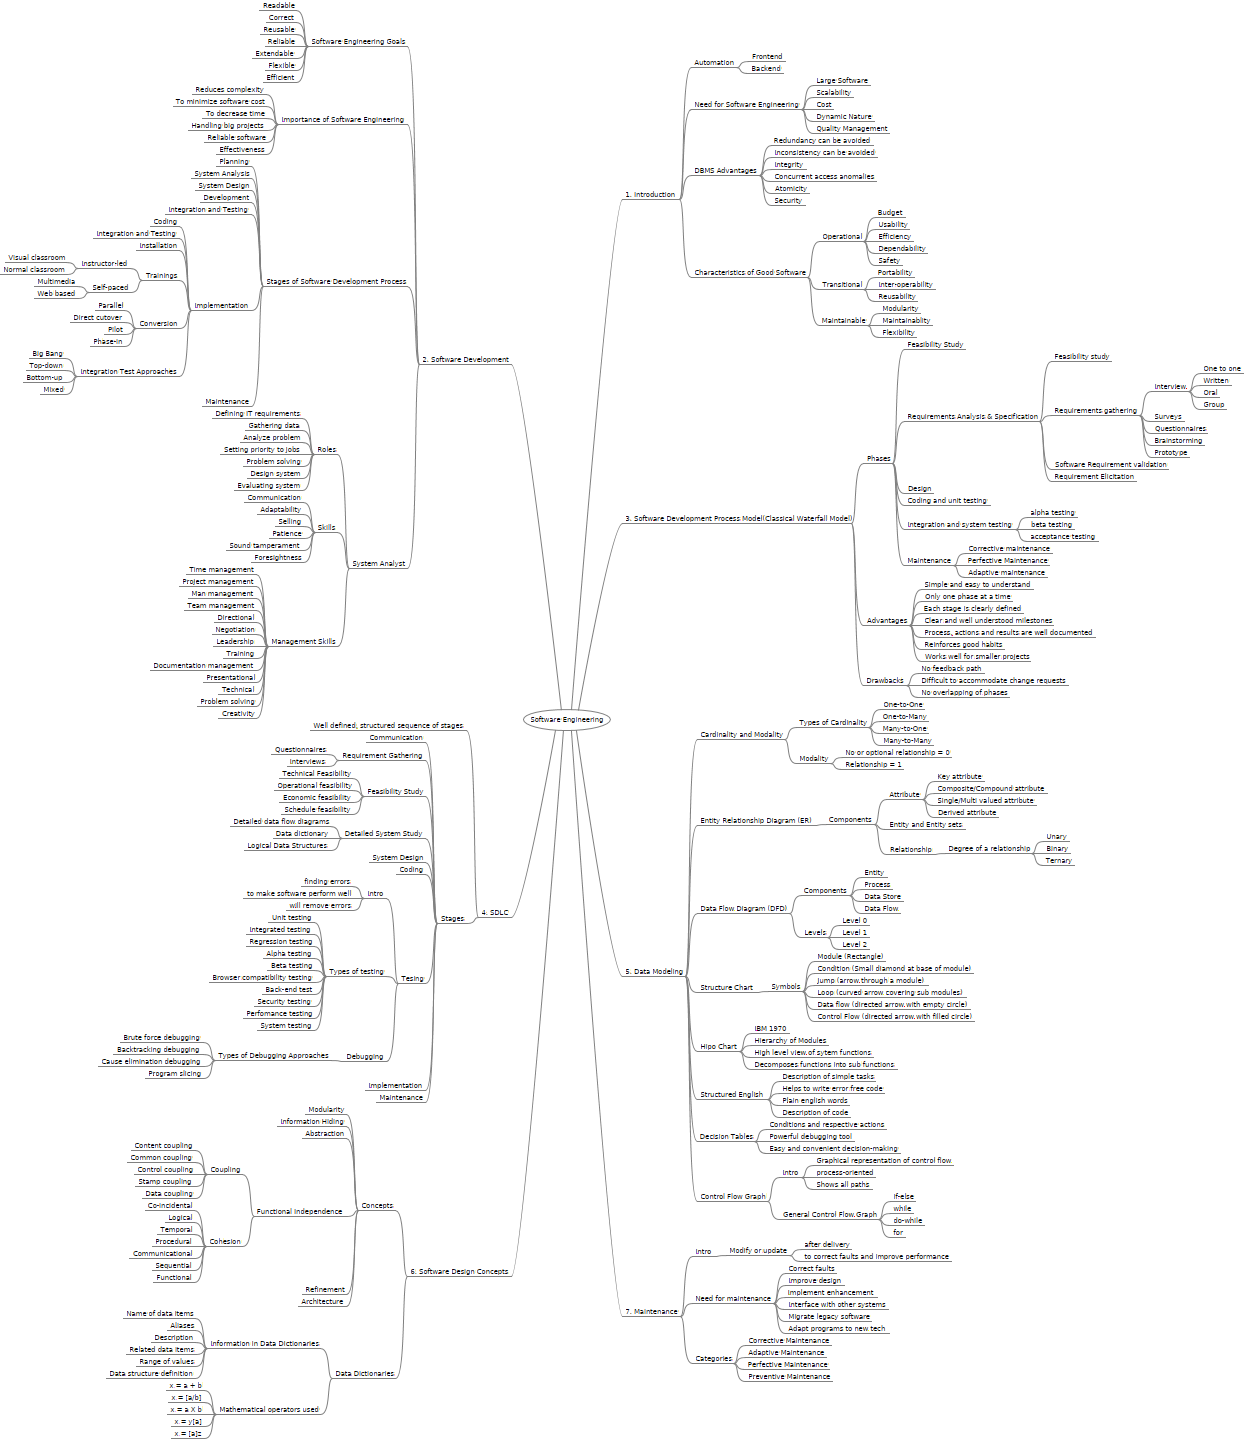 Software Engineering
1. Introduction
Automation
Frontend
Backend
Need for Software Engineering
Large Software
Scalability
Cost
Dynamic Nature
Quality Management
DBMS Advantages
Redundancy can be avoided
Inconsistency can be avoided
Integrity
Concurrent access anomalies
Atomicity
Security
Characteristics of Good Software
Operational
Budget
Usability
Efficiency
Dependability
Safety
Transitional
Portability
Inter-operability
Reusability
Maintainable
Modularity
Maintainablity
Flexibility
2. Software Development
Software Engineering Goals
Readable
Correct
Reusable
Reliable
Extendable
Flexible
Efficient
Importance of Software Engineering
Reduces complexity
To minimize software cost
To decrease time
Handling big projects
Reliable software
Effectiveness
Stages of Software Development Process
Planning
System Analysis
System Design
Development
Integration and Testing
Implementation
Coding
Integration and Testing
Installation
Trainings
Instructor-led
Visual classroom
Normal classroom
Self-paced
Multimedia
Web based
Conversion
Parallel
Direct cutover
Pilot
Phase-in
Integration Test Approaches
Big Bang
Top-down
Bottom-up
Mixed
Maintenance
System Analyst
Roles
Defining IT requirements
Gathering data
Analyze problem
Setting priority to jobs
Problem solving
Design system
Evaluating system
Skills
Communication
Adaptability
Selling
Patience
Sound tamperament
Foresightness
Management Skills
Time management
Project management
Man management
Team management
Directional
Negotiation
Leadership
Training
Documentation management
Presentational
Technical
Problem solving
Creativity
3. Software Development Process Model(Classical Waterfall Model)
Phases
Feasibility Study
Requirements Analysis & Specification
Feasibility study
Requirements gathering
Interview
One to one
Written
Oral
Group
Surveys
Questionnaires
Brainstorming
Prototype
Software Requirement validation
Requirement Elicitation
Design
Coding and unit testing
Integration and system testing
alpha testing
beta testing
acceptance testing
Maintenance
Corrective maintenance
Perfective Maintenance
Adaptive maintenance
Advantages
Simple and easy to understand
Only one phase at a time
Each stage is clearly defined
Clear and well understood milestones
Process, actions and results are well documented
Reinforces good habits
Works well for smaller projects
Drawbacks
No feedback path
Difficult to accommodate change requests
No overlapping of phases
4. SDLC
Well defined, structured sequence of stages
Stages
Communication
Requirement Gathering
Questionnaires
Interviews
Feasibility Study
Technical Feasibility
Operational feasibility
Economic feasibility
Schedule feasibility
Detailed System Study
Detailed data flow diagrams
Data dictionary
Logical Data Structures
System Design
Coding
Tesing
Intro
finding errors
to make software perform well
will remove errors
Types of testing
Unit testing
Integrated testing
Regression testing
Alpha testing
Beta testing
Browser compatibility testing
Back-end test
Security testing
Perfomance testing
System testing
Debugging
Types of Debugging Approaches
Brute force debugging
Backtracking debugging
Cause elimination debugging
Program slicing
Implementation
Maintenance
5. Data Modeling
Cardinality and Modality
Types of Cardinality
One-to-One
One-to-Many
Many-to-One
Many-to-Many
Modality
No or optional relationship = 0
Relationship = 1
Entity Relationship Diagram (ER)
Components
Attribute
Key attribute
Composite/Compound attribute
Single/Multi valued attribute
Derived attribute
Entity and Entity sets
Relationship
Degree of a relationship
Unary
Binary
Ternary
Data Flow Diagram (DFD)
Components
Entity
Process
Data Store
Data Flow
Levels
Level 0
Level 1
Level 2
Structure Chart
Symbols
Module (Rectangle)
Condition (Small diamond at base of module)
Jump (arrow through a module)
Loop (curved arrow covering sub modules)
Data flow (directed arrow with empty circle)
Control Flow (directed arrow with filled circle)
Hipo Chart
IBM 1970
Hierarchy of Modules
High level view of sytem functions
Decomposes functions into sub functions
Structured English
Description of simple tasks
Helps to write error free code
Plain english words
Description of code
Decision Tables
Conditions and respective actions
Powerful debugging tool
Easy and convenient decision-making
Control Flow Graph
Intro
Graphical representation of control flow
process-oriented
Shows all paths
General Control Flow Graph
if-else
while
do-while
for
6. Software Design Concepts
Concepts
Modularity
Information Hiding
Abstraction
Functional Independence
Coupling
Content coupling
Common coupling
Control coupling
Stamp coupling
Data coupling
Cohesion
Co-incidental
Logical
Temporal
Procedural
Communicational
Sequential
Functional
Refinement
Architecture
Data Dictionaries
Information in Data Dictionaries
Name of data items
Aliases
Description
Related data items
Range of values
Data structure definition
Mathematical operators used
x = a + b
x = [a/b]
x = a X b
x = y[a]
x = [a]z
7. Maintenance
Intro
Modify or update
after delivery
to correct faults and improve performance
Need for maintenance
Correct faults
Improve design
Implement enhancement
Interface with other systems
Migrate legacy software
Adapt programs to new tech
Categories
Corrective Maintenance
Adaptive Maintenance
Perfective Maintenance
Preventive Maintenance